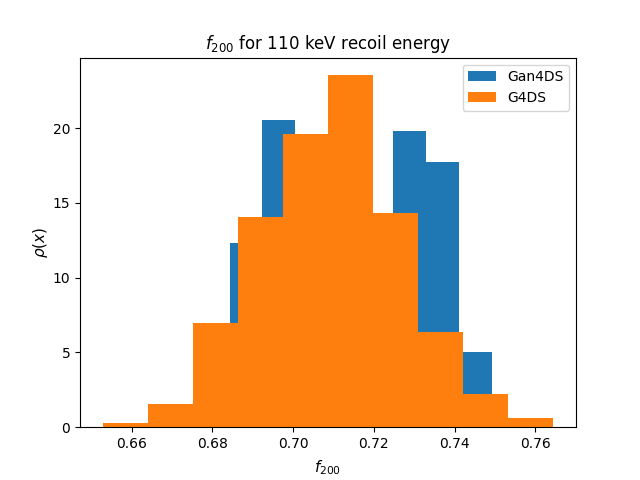 f₂₀₀ for 110 keV recoil energy
Gan4DS
G4DS
ρ(x)
20
15
10
5
0
0.66 0.68 0.70 0.72 0.74 0.76
f₂₀₀